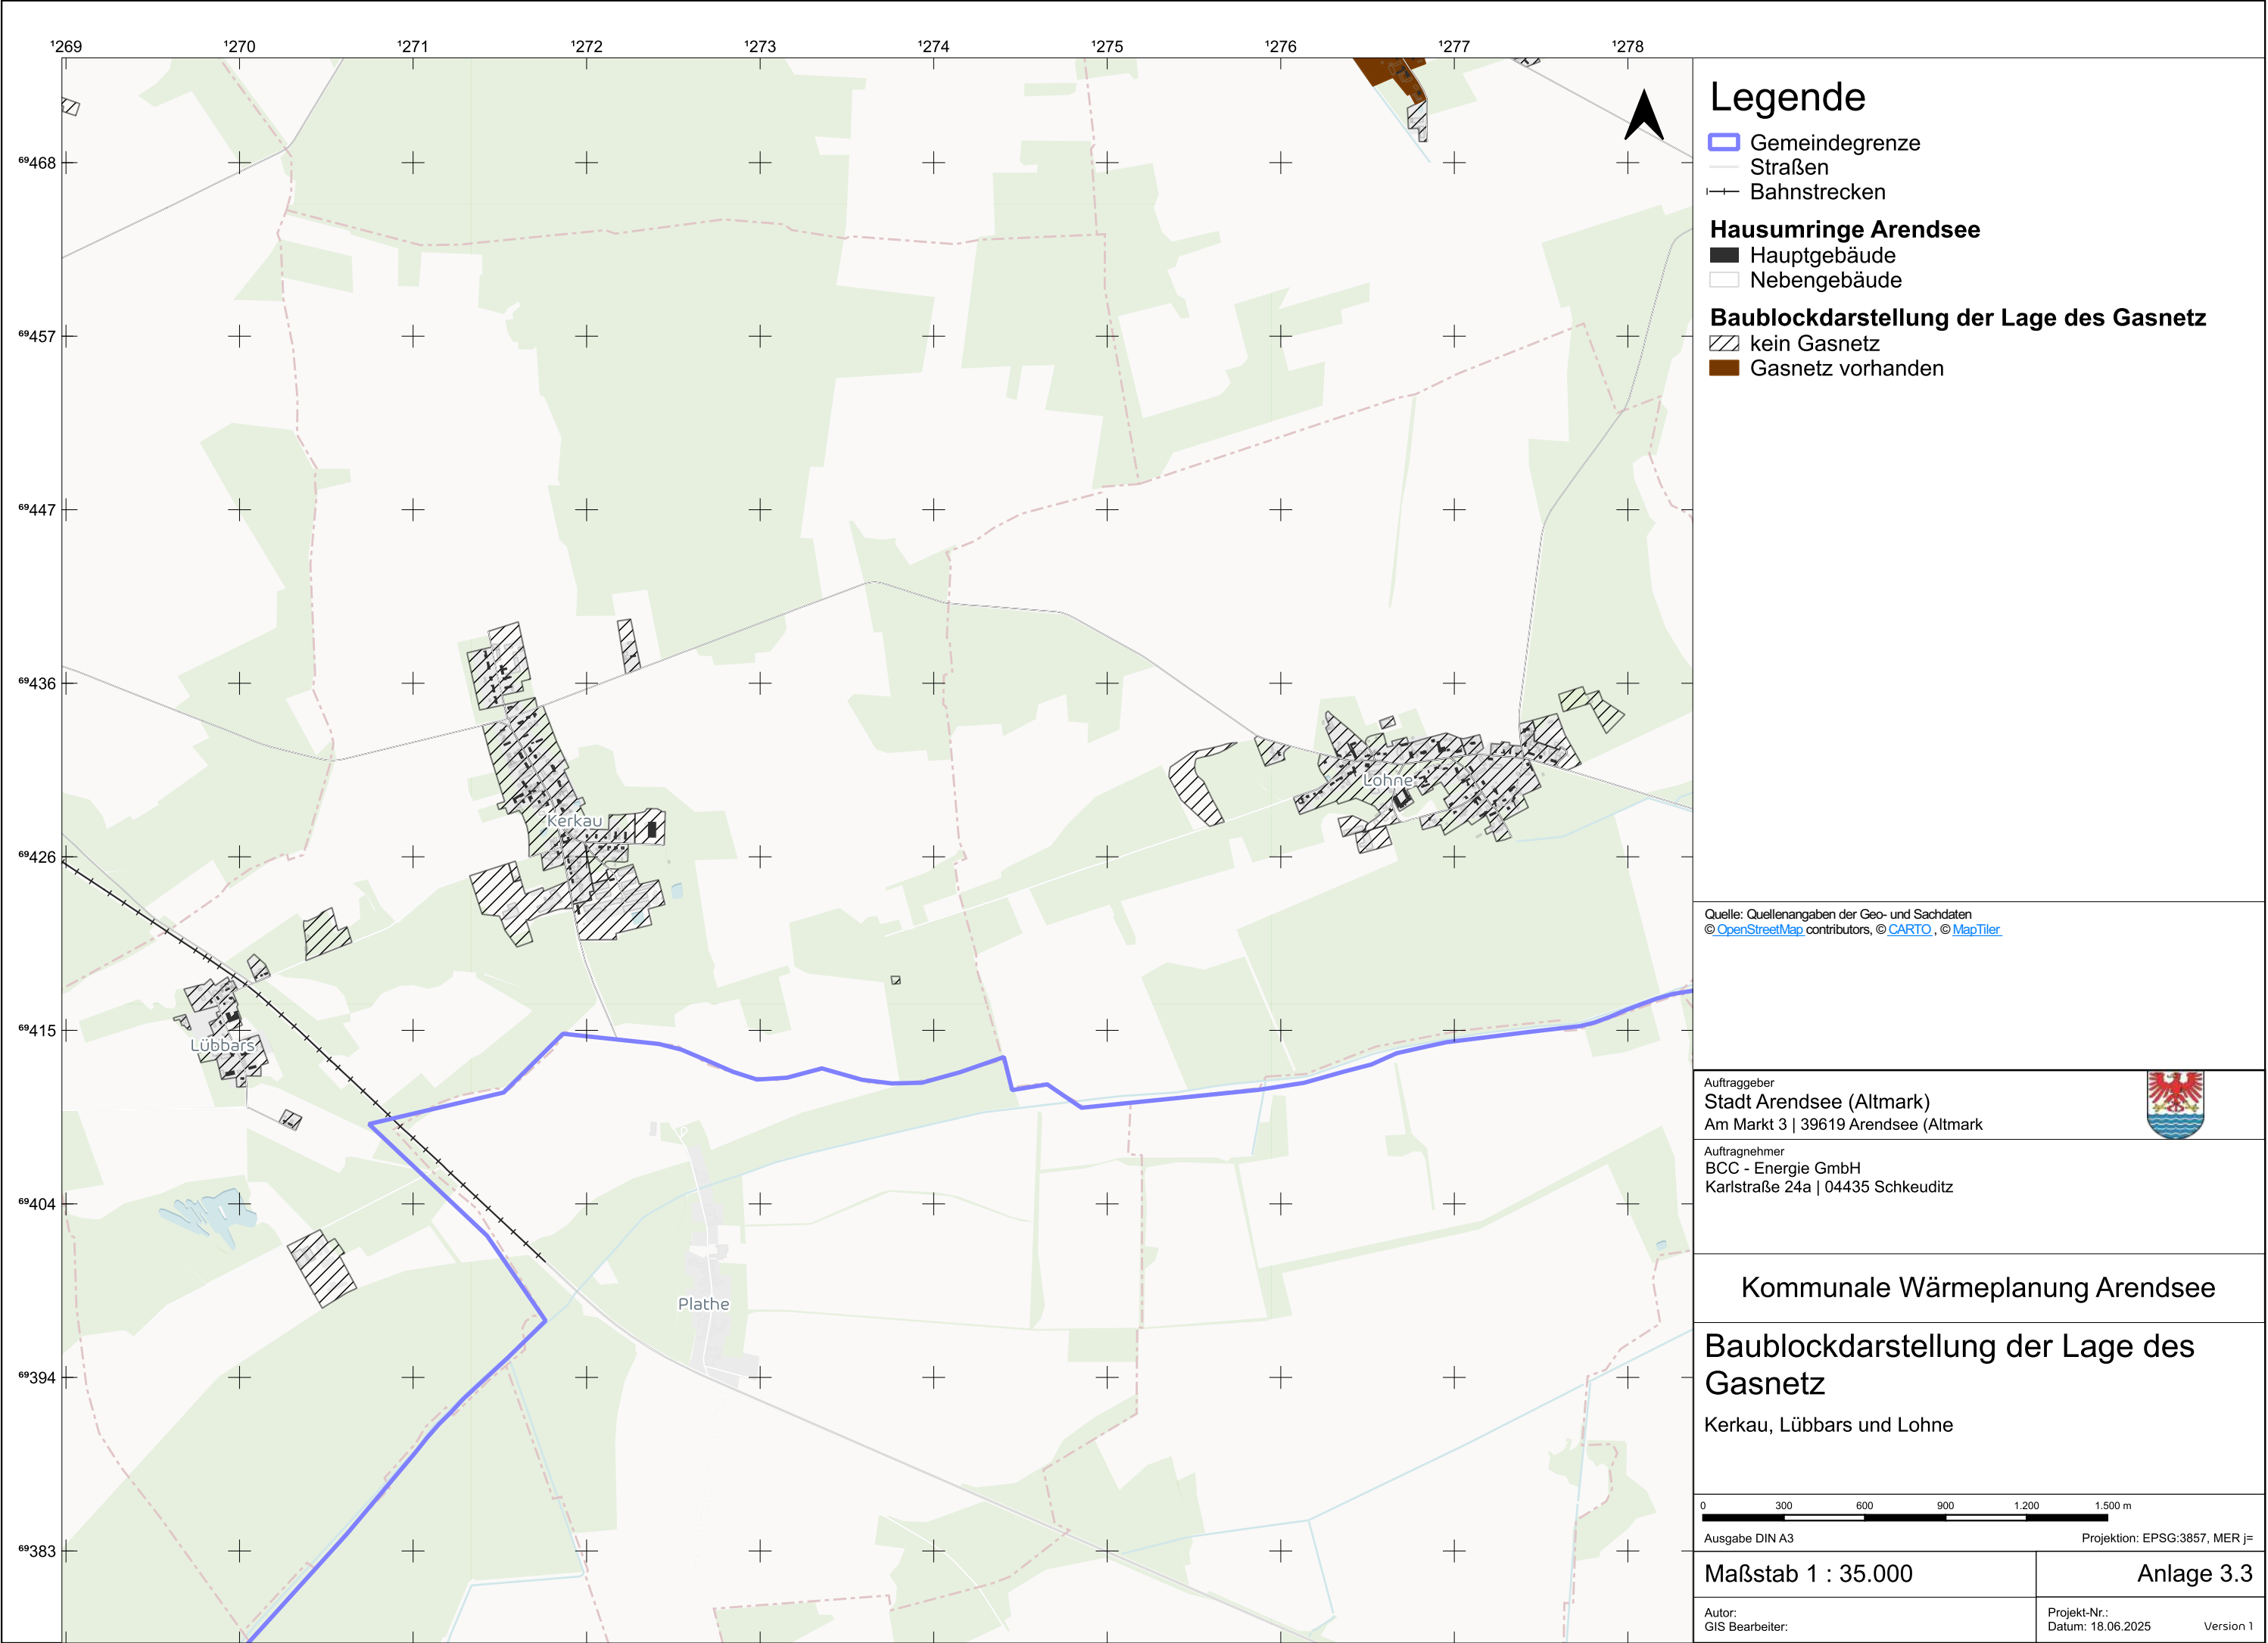 ¹269 ¹270 ¹271 ¹272 ¹273 ¹274 ¹275 ¹276 ¹277 ¹278
⁶⁹468
⁶⁹457
⁶⁹447
⁶⁹436
⁶⁹426
⁶⁹415
⁶⁹404
⁶⁹394
⁶⁹383
Lohne
Kerkau
Lübbars
Plathe
Legende
Gemeindegrenze
Straßen
Bahnstrecken
Hausumringe Arendsee
Hauptgebäude
Nebengebäude
Baublockdarstellung der Lage des Gasnetz
kein Gasnetz
Gasnetz vorhanden
Quelle: Quellenangaben der Geo- und Sachdaten
© OpenStreetMap contributors, © CARTO , © MapTiler
Auftraggeber
Stadt Arendsee (Altmark)
Am Markt 3 | 39619 Arendsee (Altmark
Auftragnehmer
BCC - Energie GmbH
Karlstraße 24a | 04435 Schkeuditz
Kommunale Wärmeplanung Arendsee
Baublockdarstellung der Lage des
Gasnetz
Kerkau, Lübbars und Lohne
0 300 600 900 1.200 1.500 m
Ausgabe DIN A3 Projektion: EPSG:3857, MER j=
Maßstab 1 : 35.000 Anlage 3.3
Autor: Projekt-Nr.:
GIS Bearbeiter: Datum: 18.06.2025 Version 1